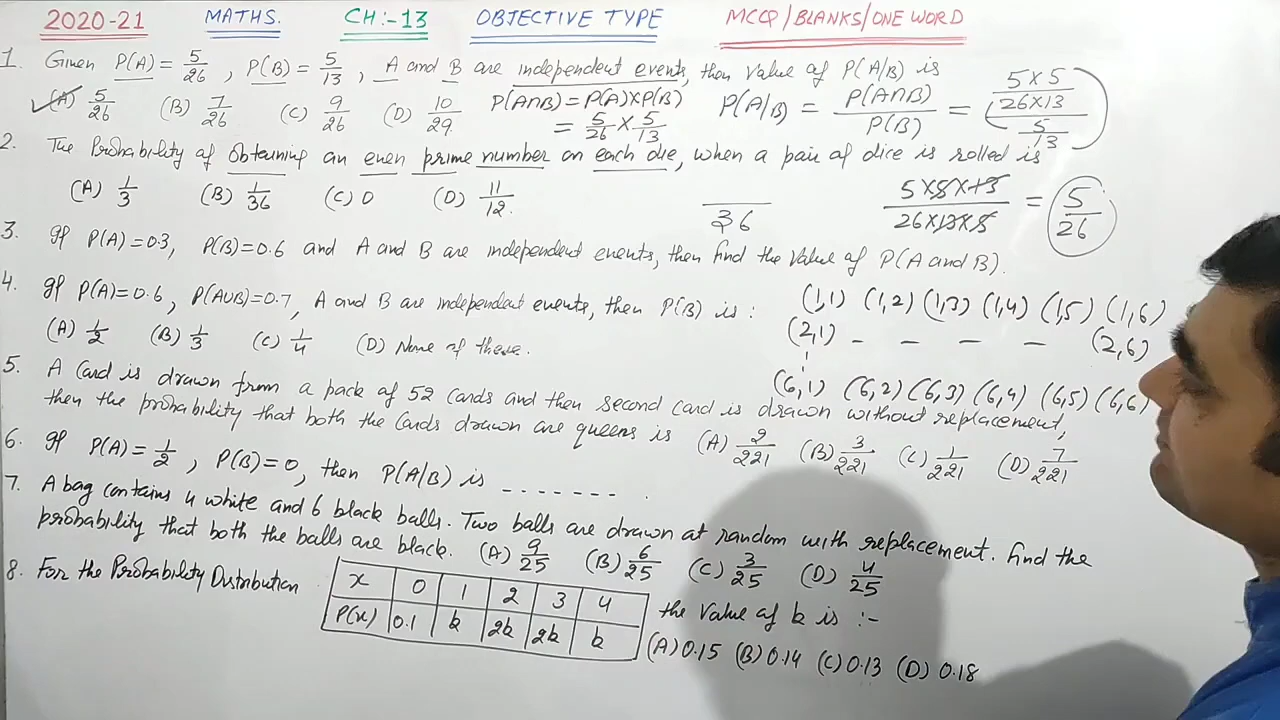 2020-21 MATHS. CH:-13 OBJECTIVE TYPE MCQ/BLANKS/ONE WORD
1. Given P(A) = 5/26, P(B) = 5/13, A and B are independent events, then value of P(A/B) is
(A) 5/26 (B) 7/26 (C) 9/26 (D) 10/29
P(A∩B) = P(A)×P(B)
= 5/26 × 5/13
P(A/B) = P(A∩B)/P(B) = (5×5/26×13)/(5/13)
2. The Probability of obtaining an even prime number on each die, when a pair of dice is rolled is
(A) 1/3 (B) 1/36 (C) 0 (D) 11/12.
36
5×5×13/26×13×5 = 5/26
3. If P(A)=0.3, P(B)=0.6 and A and B are independent events, then find the value of P(A and B).
4. If P(A)=0.6, P(A∪B)=0.7, A and B are independent events, then P(B) is :
(A) 1/2 (B) 1/3 (C) 1/4 (D) None of these.
(1,1) (1,2) (1,3) (1,4) (1,5) (1,6)
(2,1) – – – – (2,6)
(6,1) (6,2) (6,3) (6,4) (6,5) (6,6)
5. A Card is drawn from a pack of 52 cards and then second card is drawn without replacement,
then the probability that both the cards drawn are queens is (A) 2/221 (B) 3/221 (C) 1/221 (D) 7/221
6. If P(A)=1/2, P(B)=0, then P(A/B) is - - - - - - - .
7. A bag contains 4 white and 6 black balls. Two balls are drawn at random with replacement. Find the
probability that both the balls are black. (A) 9/25 (B) 6/25 (C) 3/25 (D) 4/25
8. For the Probability Distribution
x 0 1 2 3 4
P(x) 0.1 k 2k 2k k
the value of k is :-
(A) 0.15 (B) 0.14 (C) 0.13 (D) 0.18